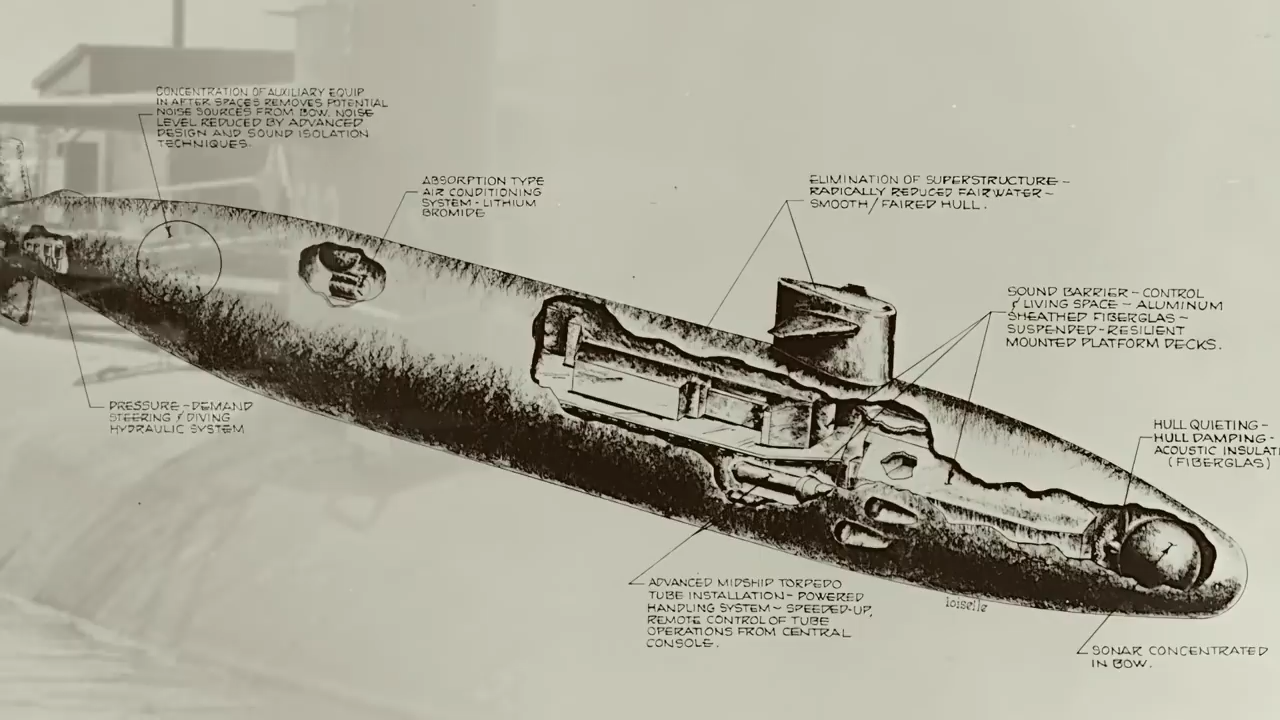 CONCENTRATION OF AUXILIARY EQUIP.
IN AFTER SPACES REMOVES POTENTIAL
NOISE SOURCES FROM BOW. NOISE
LEVEL REDUCED BY ADVANCED
DESIGN AND SOUND ISOLATION
TECHNIQUES.
ABSORPTION TYPE
AIR CONDITIONING
SYSTEM - LITHIUM
BROMIDE
ELIMINATION OF SUPERSTRUCTURE -
RADICALLY REDUCED FAIRWATER -
SMOOTH/FAIRED HULL.
SOUND BARRIER - CONTROL
& LIVING SPACE - ALUMINUM
SHEATHED FIBERGLAS -
SUSPENDED - RESILIENT
MOUNTED PLATFORM DECKS.
PRESSURE - DEMAND
STEERING & DIVING
HYDRAULIC SYSTEM
HULL QUIETING -
HULL DAMPING -
ACOUSTIC INSULATI
(FIBERGLAS)
ADVANCED MIDSHIP TORPEDO
TUBE INSTALLATION - POWERED
HANDLING SYSTEM - SPEEDED-UP,
REMOTE CONTROL OF TUBE
OPERATIONS FROM CENTRAL
CONSOLE.
loiselle
SONAR CONCENTRATED
IN BOW.